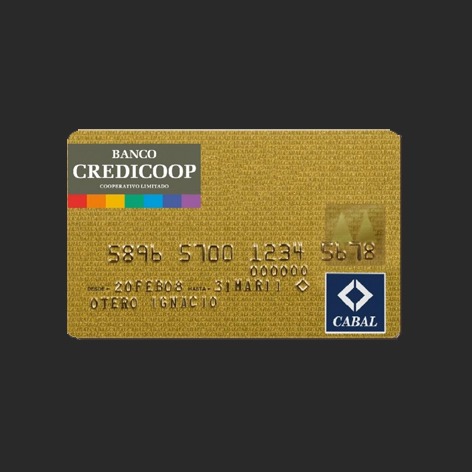 BANCO
CREDICOOP
COOPERATIVO LIMITADO
5896 5700 1234 5678
000000
DESDE - 20FEB08 HASTA - 31MAR11
OTERO IGNACIO
CABAL